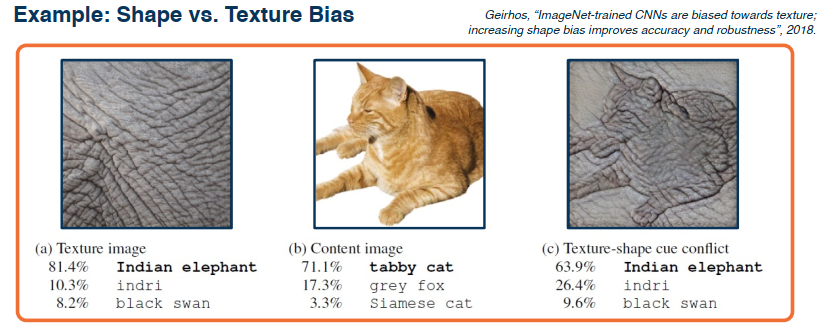 Example: Shape vs. Texture Bias
Geirhos, "ImageNet-trained CNNs are biased towards texture;
increasing shape bias improves accuracy and robustness", 2018.
(a) Texture image
81.4% Indian elephant
10.3% indri
8.2% black swan
(b) Content image
71.1% tabby cat
17.3% grey fox
3.3% Siamese cat
(c) Texture-shape cue conflict
63.9% Indian elephant
26.4% indri
9.6% black swan